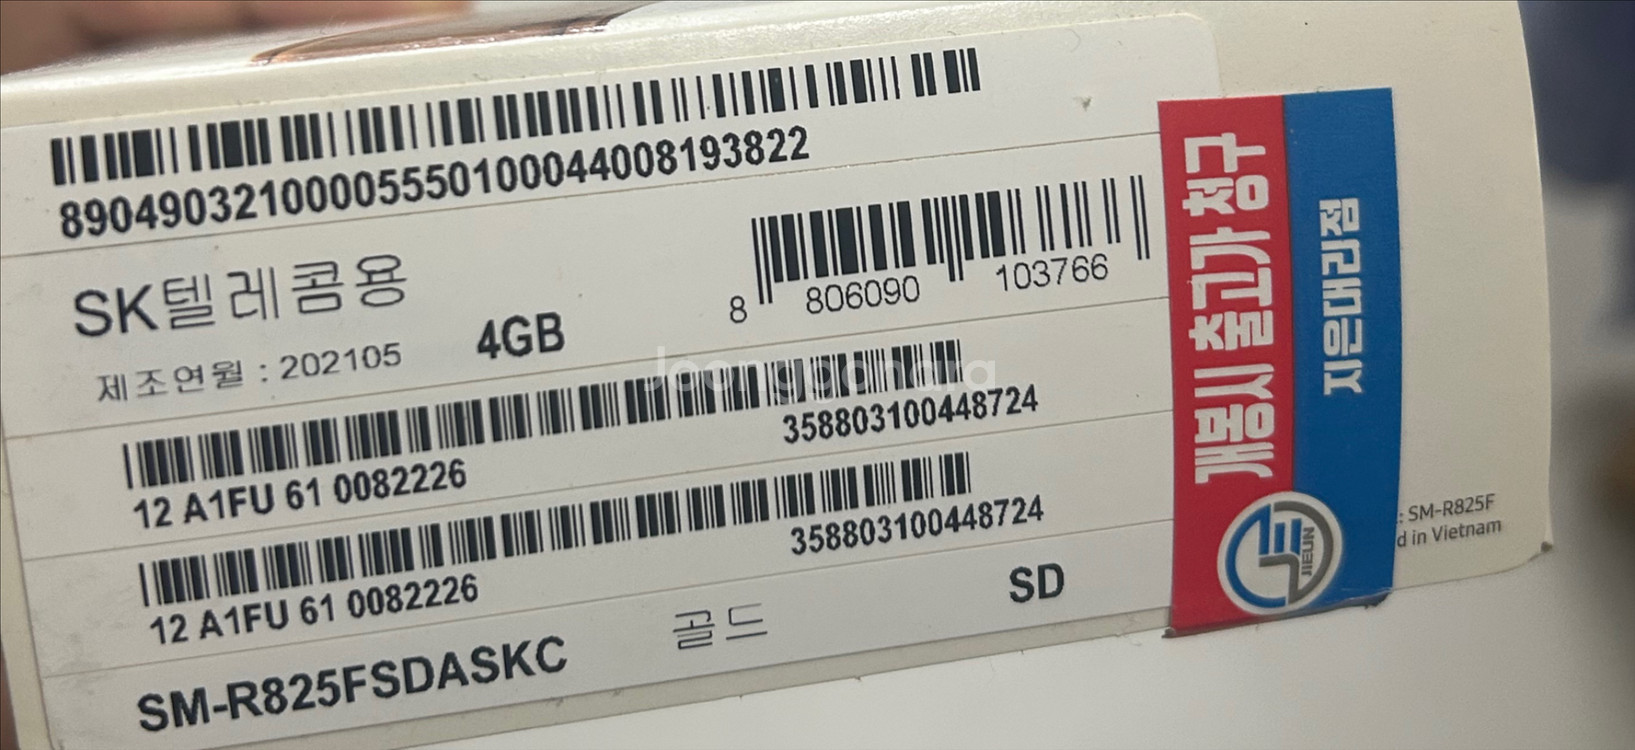 89049032100005550100044008193822
SK텔레콤용
제조연월 : 202105
4GB
8 806090 103766
Joonggonara
358803100448724
12 A1FU 61 0082226
358803100448724
12 A1FU 61 0082226
SM-R825FSDASKC
골드
SD
개봉시 출고가 청구
지은대리점
JIEUN
: SM-R825F
d in Vietnam